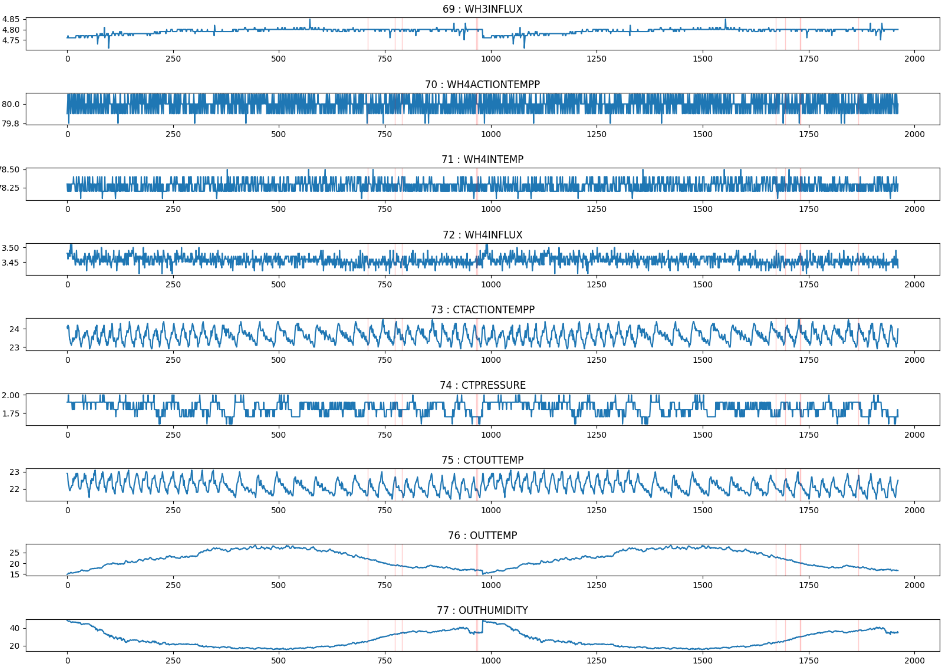 69 : WH3INFLUX
4.85
4.80
4.75
0 250 500 750 1000 1250 1500 1750 2000
70 : WH4ACTIONTEMPP
80.0
79.8
0 250 500 750 1000 1250 1500 1750 2000
71 : WH4INTEMP
78.50
78.25
0 250 500 750 1000 1250 1500 1750 2000
72 : WH4INFLUX
3.50
3.45
0 250 500 750 1000 1250 1500 1750 2000
73 : CTACTIONTEMPP
24
23
0 250 500 750 1000 1250 1500 1750 2000
74 : CTPRESSURE
2.00
1.75
0 250 500 750 1000 1250 1500 1750 2000
75 : CTOUTTEMP
23
22
0 250 500 750 1000 1250 1500 1750 2000
76 : OUTTEMP
25
20
15
0 250 500 750 1000 1250 1500 1750 2000
77 : OUTHUMIDITY
40
20
0 250 500 750 1000 1250 1500 1750 2000